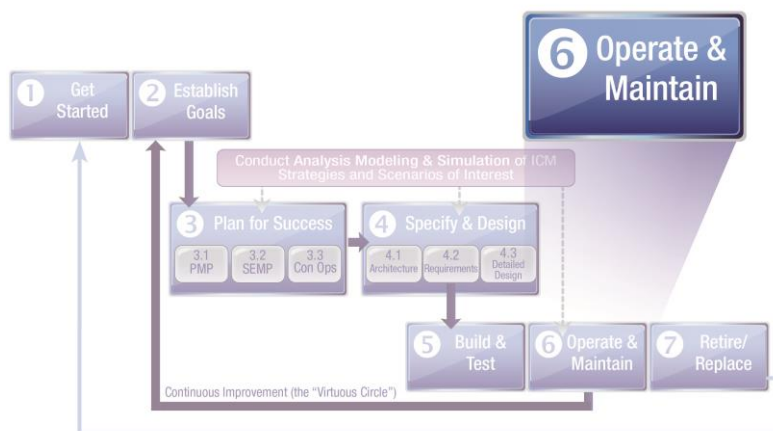 6 Operate &
Maintain
1 Get
Started
2 Establish
Goals
Conduct Analysis Modeling & Simulation of ICM
Strategies and Scenarios of Interest
3 Plan for Success
3.1
PMP
3.2
SEMP
3.3
Con Ops
4 Specify & Design
4.1
Architecture
4.2
Requirements
4.3
Detailed
Design
5 Build &
Test
6 Operate &
Maintain
7 Retire/
Replace
Continuous Improvement (the “Virtuous Circle”)